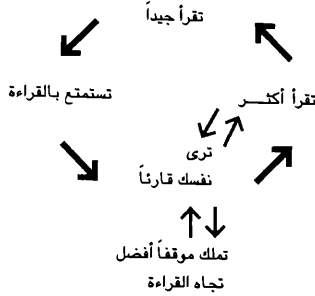 تقرأ جيداً
تقرأ أكثـــر
تستمتع بالقراءة
ترى
نفسك قارئاً
تملك موقفاً أفضل
تجاه القراءة